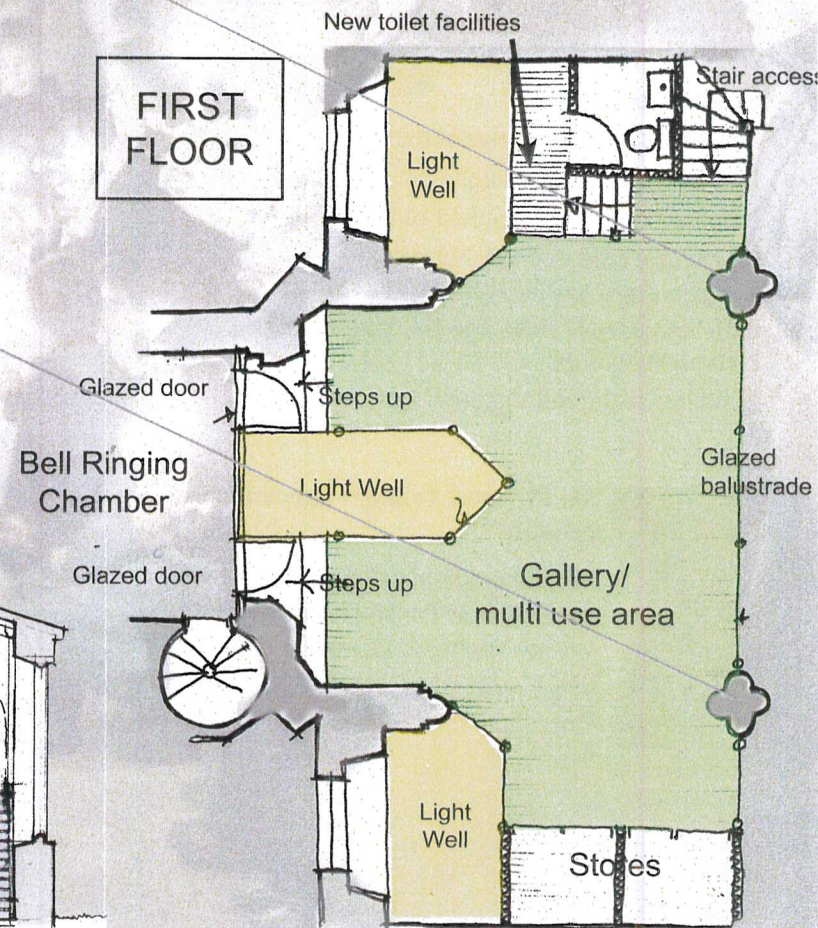 New toilet facilities
FIRST
FLOOR
Stair access
Light
Well
Glazed door
Steps up
Bell Ringing
Chamber
Light Well
Glazed
balustrade
Glazed door
Steps up
Gallery/
multi use area
Light
Well
Stores